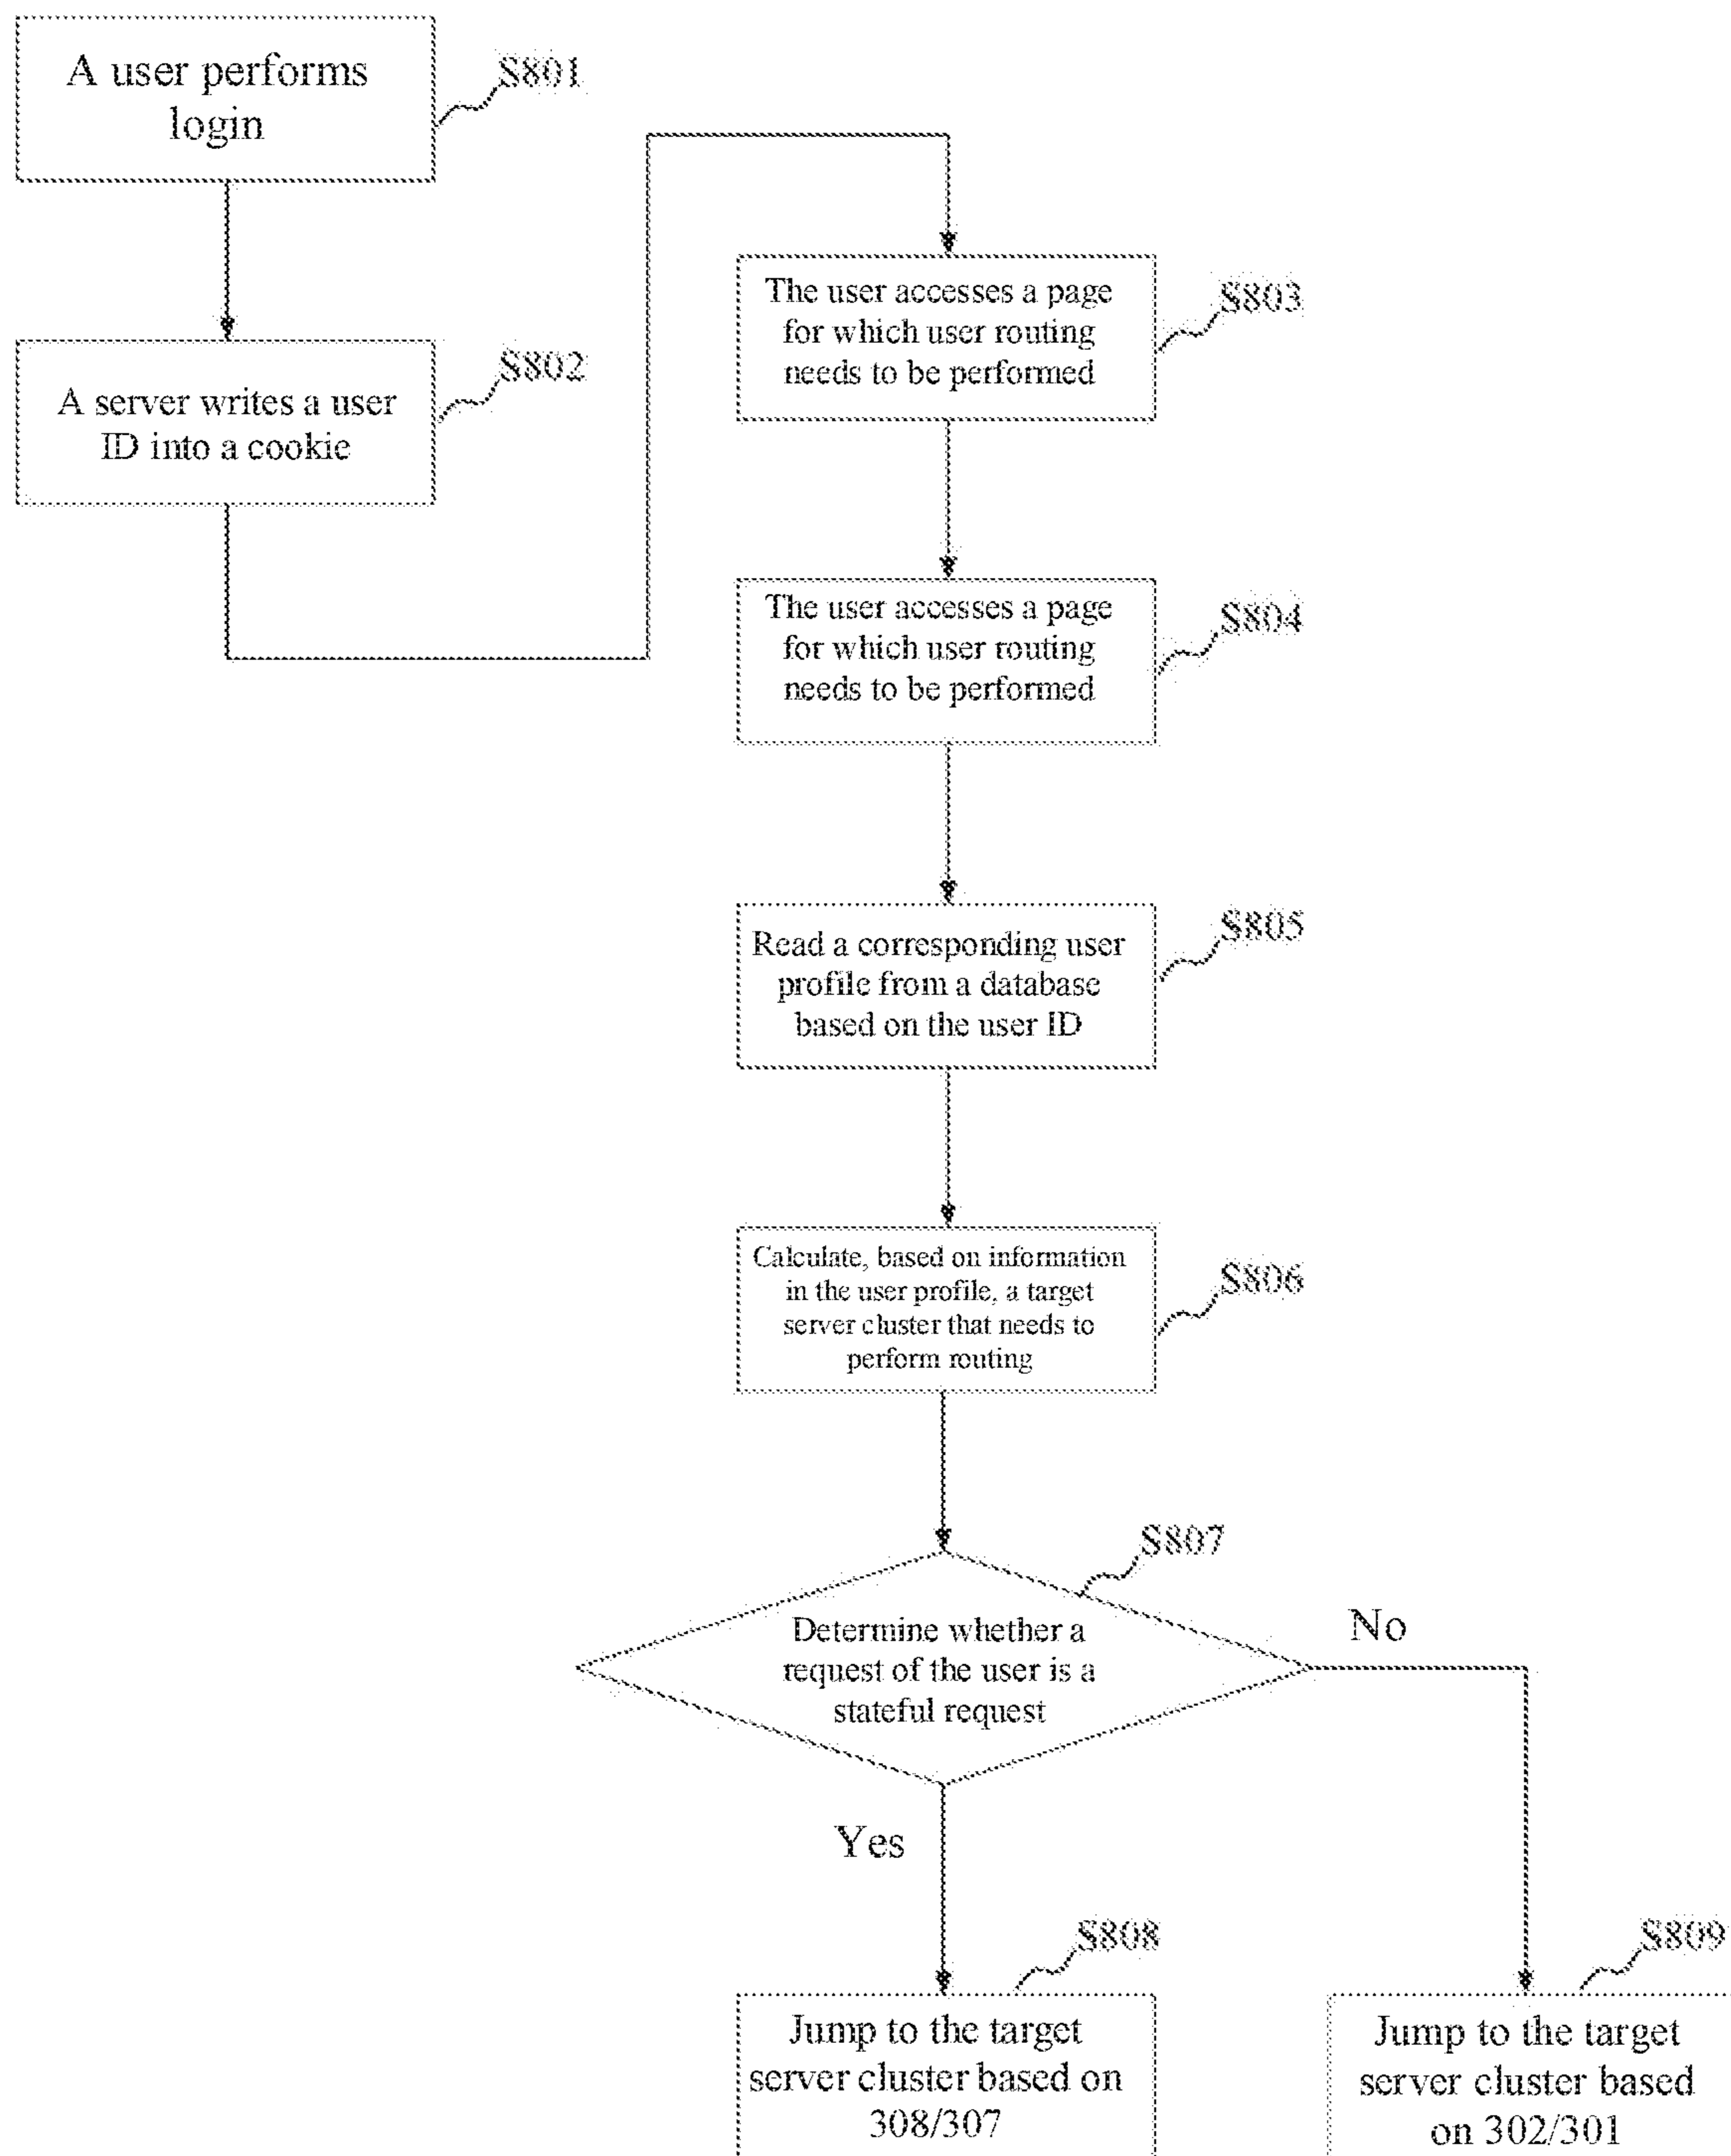 A user performs
login
S801
A server writes a user
ID into a cookie
S802
The user accesses a page
for which user routing
needs to be performed
S803
The user accesses a page
for which user routing
needs to be performed
S804
Read a corresponding user
profile from a database
based on the user ID
S805
Calculate, based on information
in the user profile, a target
server cluster that needs to
perform routing
S806
S807
Determine whether a
request of the user is a
stateful request
No
Yes
S808
Jump to the target
server cluster based on
308/307
S809
Jump to the target
server cluster based
on 302/301